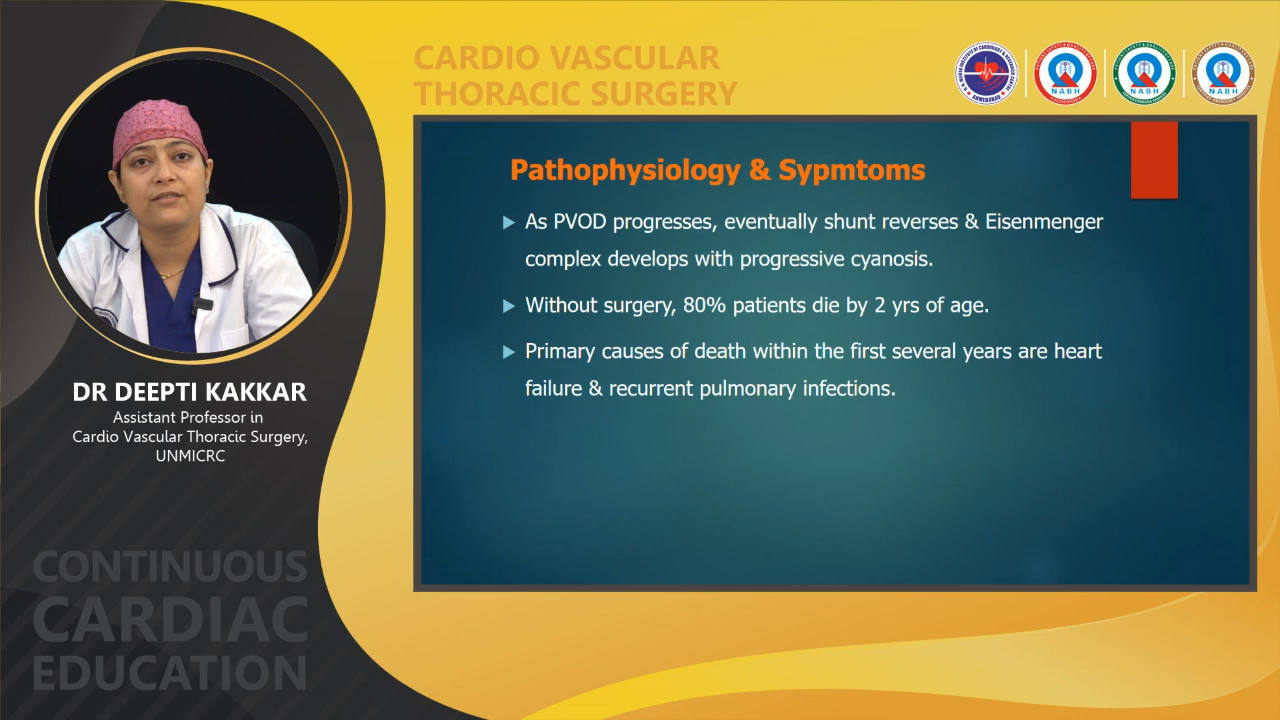 CARDIO VASCULAR
THORACIC SURGERY
NABH
NABH
NABH
Pathophysiology & Sypmtoms
As PVOD progresses, eventually shunt reverses & Eisenmenger
complex develops with progressive cyanosis.
Without surgery, 80% patients die by 2 yrs of age.
Primary causes of death within the first several years are heart
failure & recurrent pulmonary infections.
DR DEEPTI KAKKAR
Assistant Professor in
Cardio Vascular Thoracic Surgery,
UNMICRC
CONTINUOUS
CARDIAC
EDUCATION